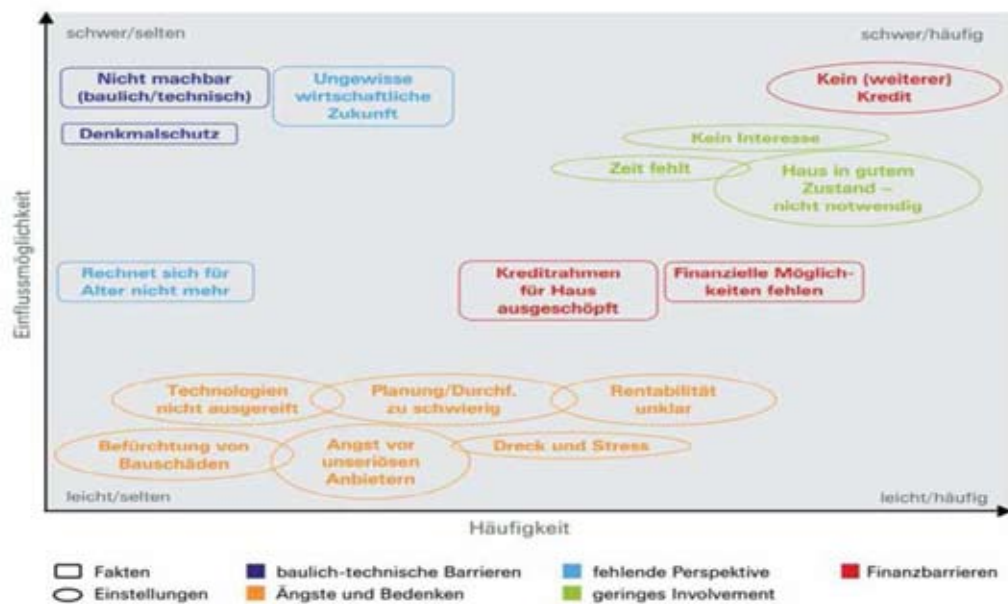 schwer/selten
schwer/häufig
Nicht machbar
(baulich/technisch)
Ungewisse
wirtschaftliche
Zukunft
Kein (weiterer)
Kredit
Denkmalschutz
Kein Interesse
Zeit fehlt
Haus in gutem
Zustand –
nicht notwendig
Einflussmöglichkeit
Rechnet sich für
Alter nicht mehr
Kreditrahmen
für Haus
ausgeschöpft
Finanzielle Möglich-
keiten fehlen
Technologien
nicht ausgereift
Planung/Durchf.
zu schwierig
Rentabilität
unklar
Befürchtung von
Bauschäden
Angst vor
unseriösen
Anbietern
Dreck und Stress
leicht/selten
leicht/häufig
Häufigkeit
Fakten
baulich-technische Barrieren
fehlende Perspektive
Finanzbarrieren
Einstellungen
Ängste und Bedenken
geringes Involvement